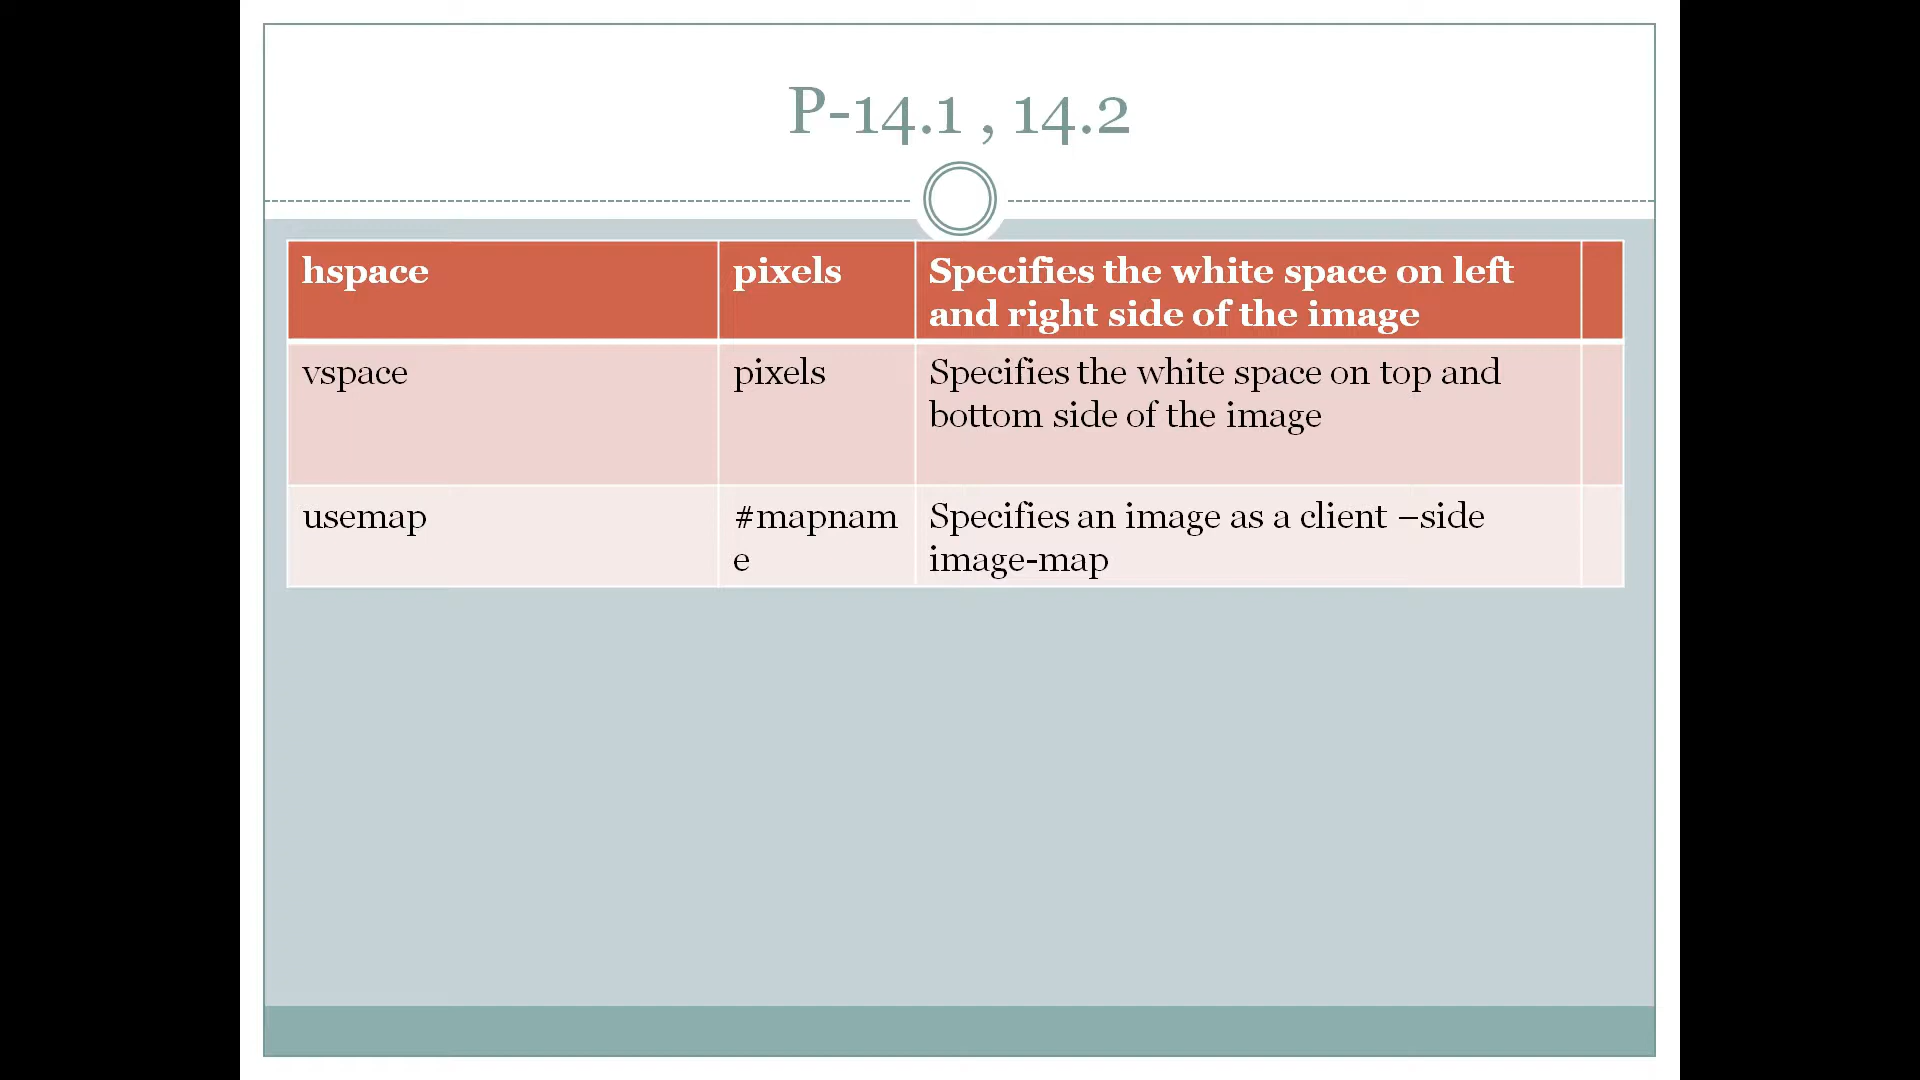 P-14.1 , 14.2
hspace pixels Specifies the white space on left
and right side of the image
vspace pixels Specifies the white space on top and
bottom side of the image
usemap #mapnam Specifies an image as a client –side
e image-map